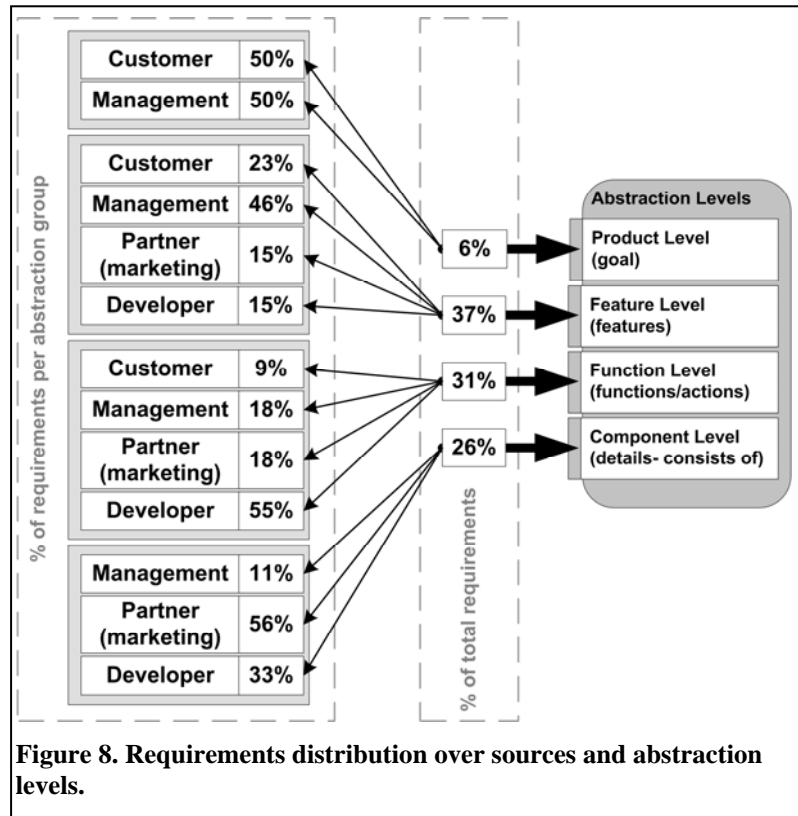 % of requirements per abstraction group
Customer 50%
Management 50%
Customer 23%
Management 46%
Partner
(marketing) 15%
Developer 15%
Customer 9%
Management 18%
Partner
(marketing) 18%
Developer 55%
Management 11%
Partner
(marketing) 56%
Developer 33%
6%
37%
31%
26%
% of total requirements
Abstraction Levels
Product Level
(goal)
Feature Level
(features)
Function Level
(functions/actions)
Component Level
(details- consists of)
Figure 8. Requirements distribution over sources and abstraction
levels.